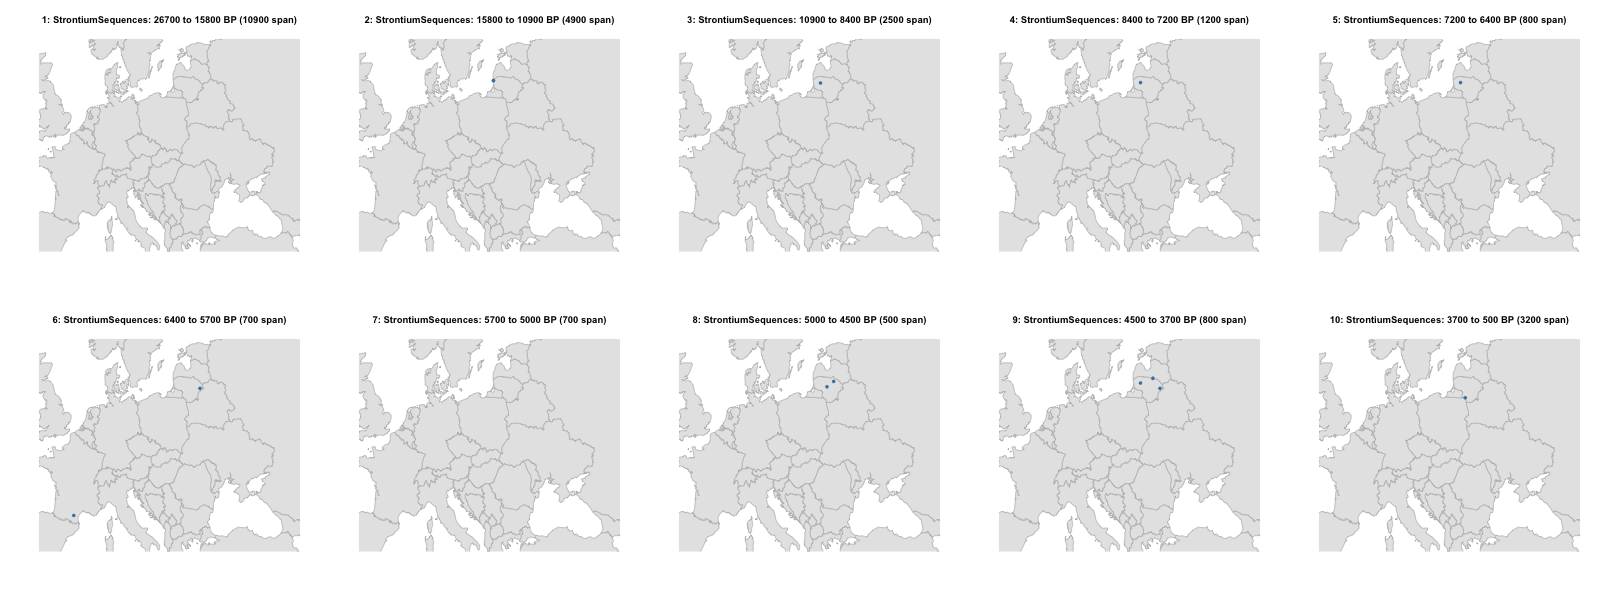 1: StrontiumSequences: 26700 to 15800 BP (10900 span)
2: StrontiumSequences: 15800 to 10900 BP (4900 span)
3: StrontiumSequences: 10900 to 8400 BP (2500 span)
4: StrontiumSequences: 8400 to 7200 BP (1200 span)
5: StrontiumSequences: 7200 to 6400 BP (800 span)
6: StrontiumSequences: 6400 to 5700 BP (700 span)
7: StrontiumSequences: 5700 to 5000 BP (700 span)
8: StrontiumSequences: 5000 to 4500 BP (500 span)
9: StrontiumSequences: 4500 to 3700 BP (800 span)
10: StrontiumSequences: 3700 to 500 BP (3200 span)